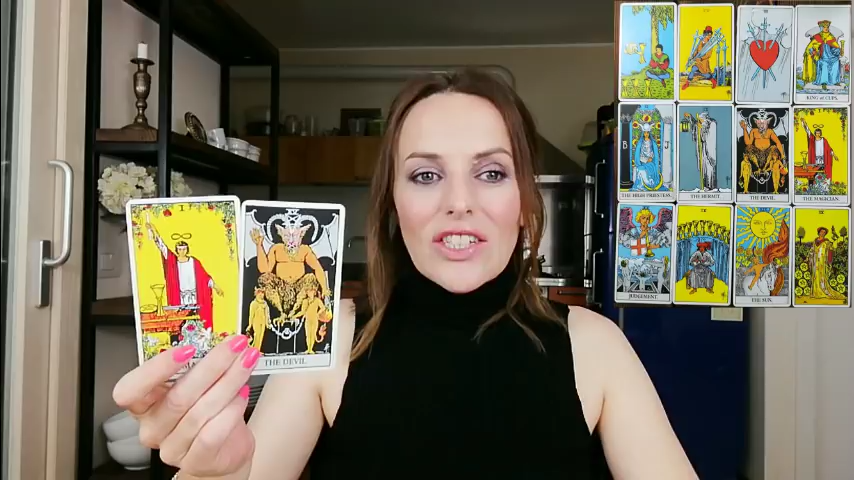 THE DEVIL
KING of CUPS.
B J
THE HIGH PRIESTESS
THE HERMIT
THE DEVIL
THE MAGICIAN.
JUDGEMENT.
THE SUN.